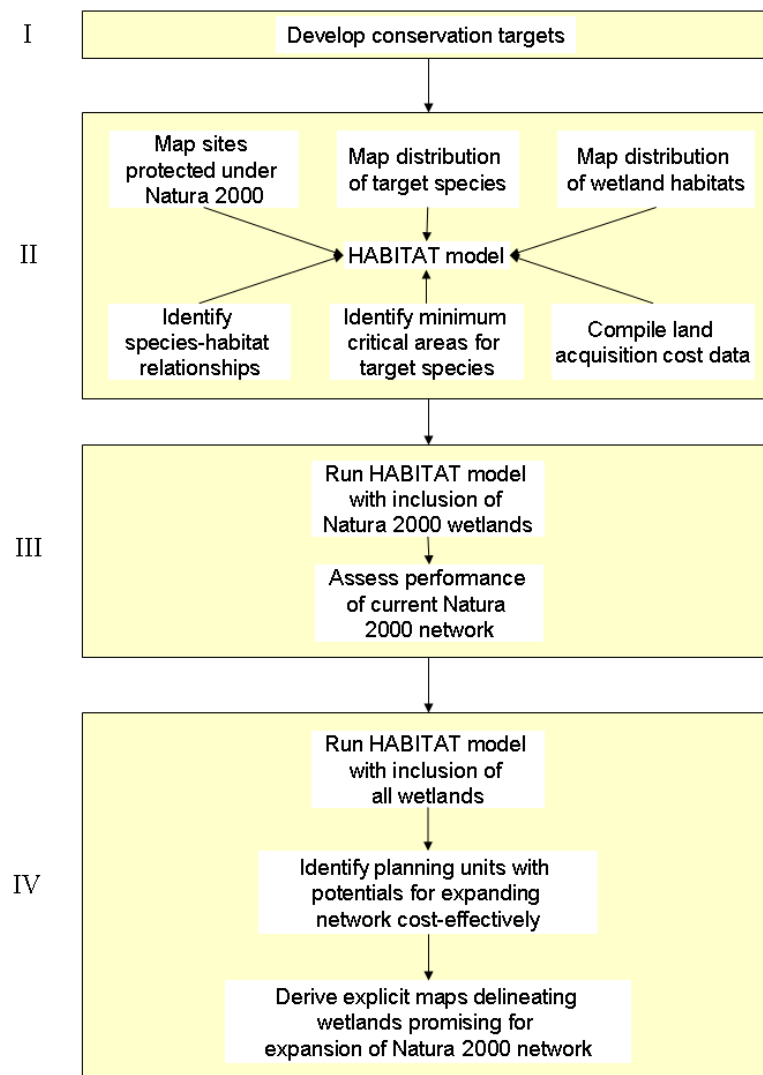 I
Develop conservation targets
II
Map sites
protected under
Natura 2000
Map distribution
of target species
Map distribution
of wetland habitats
HABITAT model
Identify
species-habitat
relationships
Identify minimum
critical areas for
target species
Compile land
acquisition cost data
III
Run HABITAT model
with inclusion of
Natura 2000 wetlands
Assess performance
of current Natura
2000 network
IV
Run HABITAT model
with inclusion of
all wetlands
Identify planning units with
potentials for expanding
network cost-effectively
Derive explicit maps delineating
wetlands promising for
expansion of Natura 2000 network